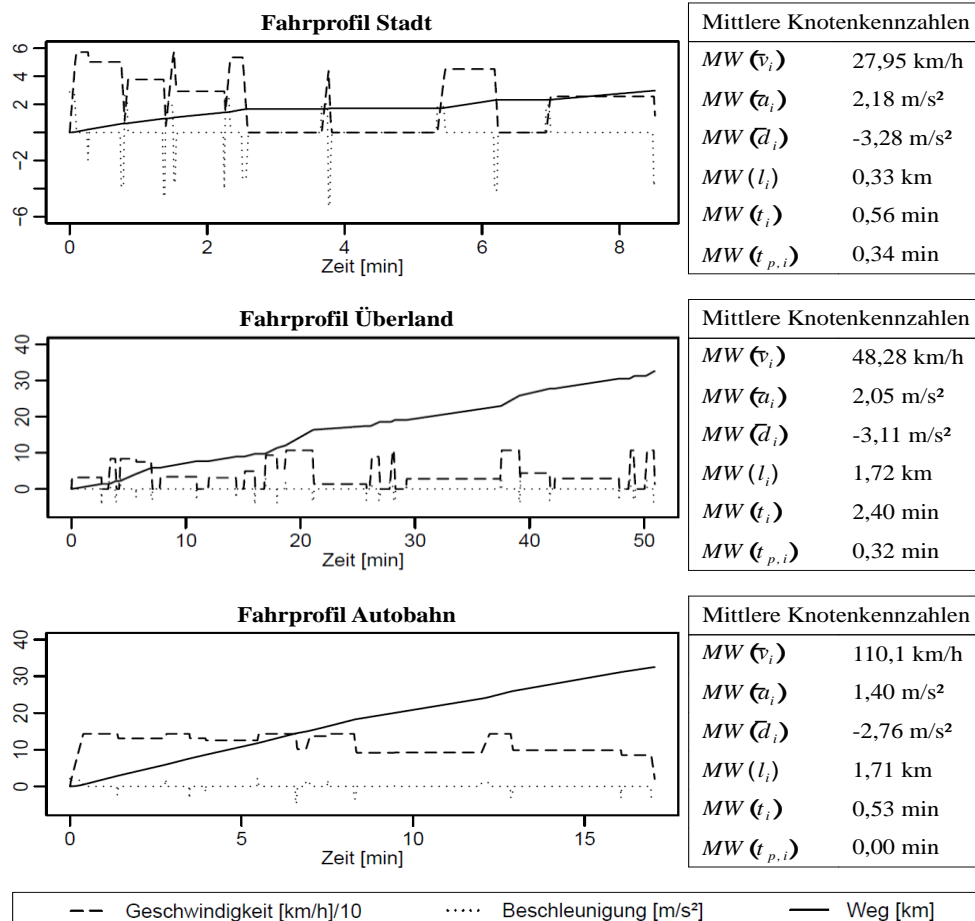 Fahrprofil Stadt
6
4
2
0
−2
−6
0 2 4 6 8
Zeit [min]
Mittlere Knotenkennzahlen
MW(v̅i) 27,95 km/h
MW(a̅i) 2,18 m/s²
MW(d̅i) -3,28 m/s²
MW(li) 0,33 km
MW(ti) 0,56 min
MW(tp,i) 0,34 min
Fahrprofil Überland
40
30
20
10
0
0 10 20 30 40 50
Zeit [min]
Mittlere Knotenkennzahlen
MW(v̅i) 48,28 km/h
MW(a̅i) 2,05 m/s²
MW(d̅i) -3,11 m/s²
MW(li) 1,72 km
MW(ti) 2,40 min
MW(tp,i) 0,32 min
Fahrprofil Autobahn
40
30
20
10
0
0 5 10 15
Zeit [min]
Mittlere Knotenkennzahlen
MW(v̅i) 110,1 km/h
MW(a̅i) 1,40 m/s²
MW(d̅i) -2,76 m/s²
MW(li) 1,71 km
MW(ti) 0,53 min
MW(tp,i) 0,00 min
Geschwindigkeit [km/h]/10 Beschleunigung [m/s²] Weg [km]